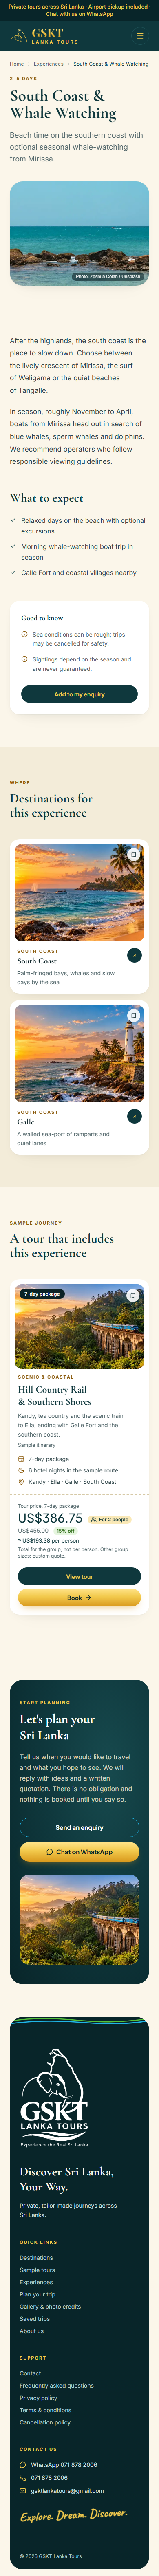 Private tours across Sri Lanka · Airport pickup included ·
Chat with us on WhatsApp
GSKT
LANKA TOURS
Home / Experiences / South Coast & Whale Watching
2–5 DAYS
South Coast &
Whale Watching
Beach time on the southern coast with
optional seasonal whale-watching
from Mirissa.
Photo: Zoshua Colah / Unsplash
After the highlands, the south coast is the
place to slow down. Choose between
the lively crescent of Mirissa, the surf
of Weligama or the quiet beaches
of Tangalle.
In season, roughly November to April,
boats from Mirissa head out in search of
blue whales, sperm whales and dolphins.
We recommend operators who follow
responsible viewing guidelines.
What to expect
Relaxed days on the beach with optional
excursions
Morning whale-watching boat trip in
season
Galle Fort and coastal villages nearby
Good to know
Sea conditions can be rough; trips
may be cancelled for safety.
Sightings depend on the season and
are never guaranteed.
Add to my enquiry
WHERE
Destinations for
this experience
SOUTH COAST
South Coast
Palm-fringed bays, whales and slow
days by the sea
SOUTH COAST
Galle
A walled sea-port of ramparts and
quiet lanes
SAMPLE JOURNEY
A tour that includes
this experience
7-day package
SCENIC & COASTAL
Hill Country Rail
& Southern Shores
Kandy, tea country and the scenic train
to Ella, ending with Galle Fort and the
southern coast.
Sample itinerary
7-day package
6 hotel nights in the sample route
Kandy · Ella · Galle · South Coast
Tour price, 7-day package
US$386.75 For 2 people
US$455.00 15% off
≈ US$193.38 per person
Total for the group, not per person. Other group
sizes: custom quote.
View tour
Book →
START PLANNING
Let's plan your
Sri Lanka
Tell us when you would like to travel
and what you hope to see. We will
reply with ideas and a written
quotation. There is no obligation and
nothing is booked until you say so.
Send an enquiry
Chat on WhatsApp
GSKT
LANKA TOURS
Experience the Real Sri Lanka
Discover Sri Lanka,
Your Way.
Private, tailor-made journeys across
Sri Lanka.
QUICK LINKS
Destinations
Sample tours
Experiences
Plan your trip
Gallery & photo credits
Saved trips
About us
SUPPORT
Contact
Frequently asked questions
Privacy policy
Terms & conditions
Cancellation policy
CONTACT US
WhatsApp 071 878 2006
071 878 2006
gsktlankatours@gmail.com
Explore. Dream. Discover.
© 2026 GSKT Lanka Tours